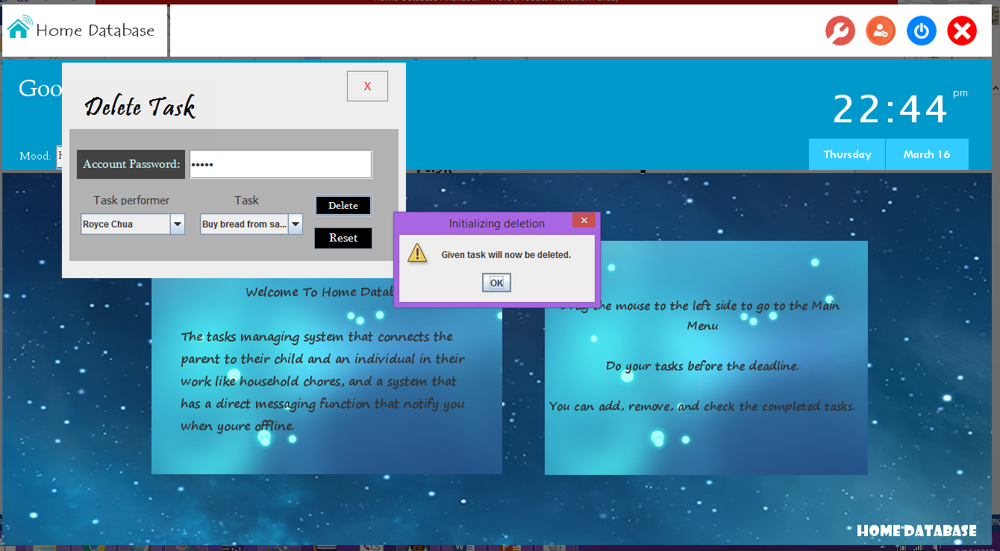 Home Database
Goo
Delete Task
X
22:44 pm
Mood:
Account Password:
Thursday
March 16
Task performer
Task
Delete
Royce Chua
Buy bread from sa...
Reset
Initializing deletion
Given task will now be deleted.
OK
Welcome To Home Datab
The tasks managing system that connects the
parent to their child and an individual in their
work like household chores, and a system that
has a direct messaging function that notify you
when youre offline.
Drag the mouse to the left side to go to the Main
Menu
Do your tasks before the deadline.
You can add, remove, and check the completed tasks.
HOME DATABASE